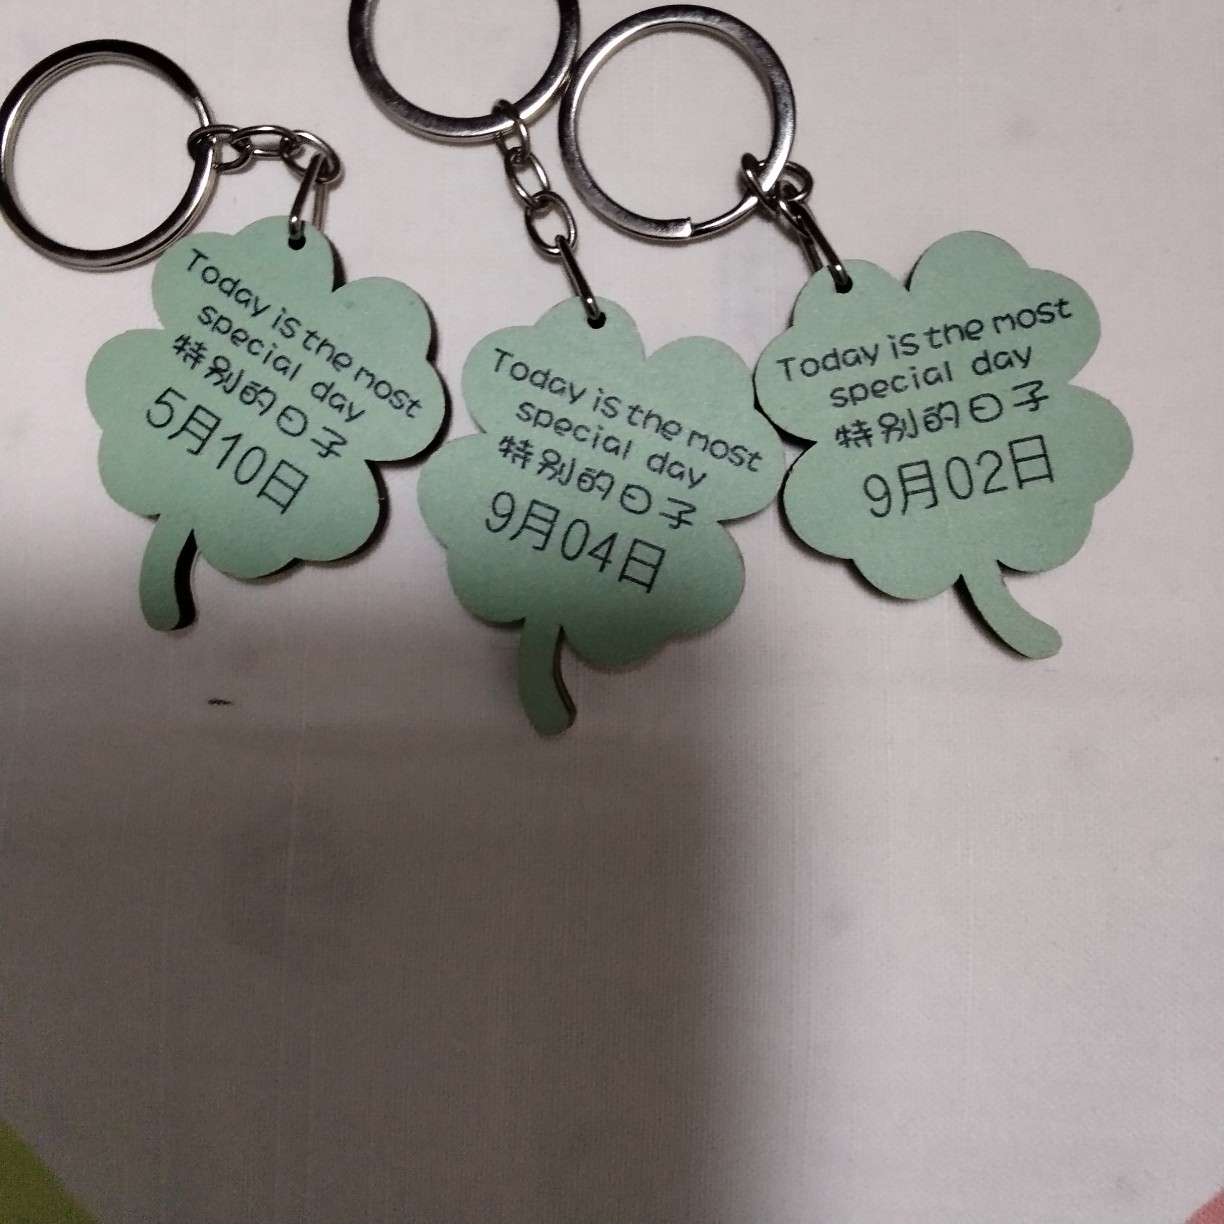 Today is the most
special day
特别的日子
5月10日
Today is the most
special day
特别的日子
9月04日
Today is the most
special day
特别的日子
9月02日